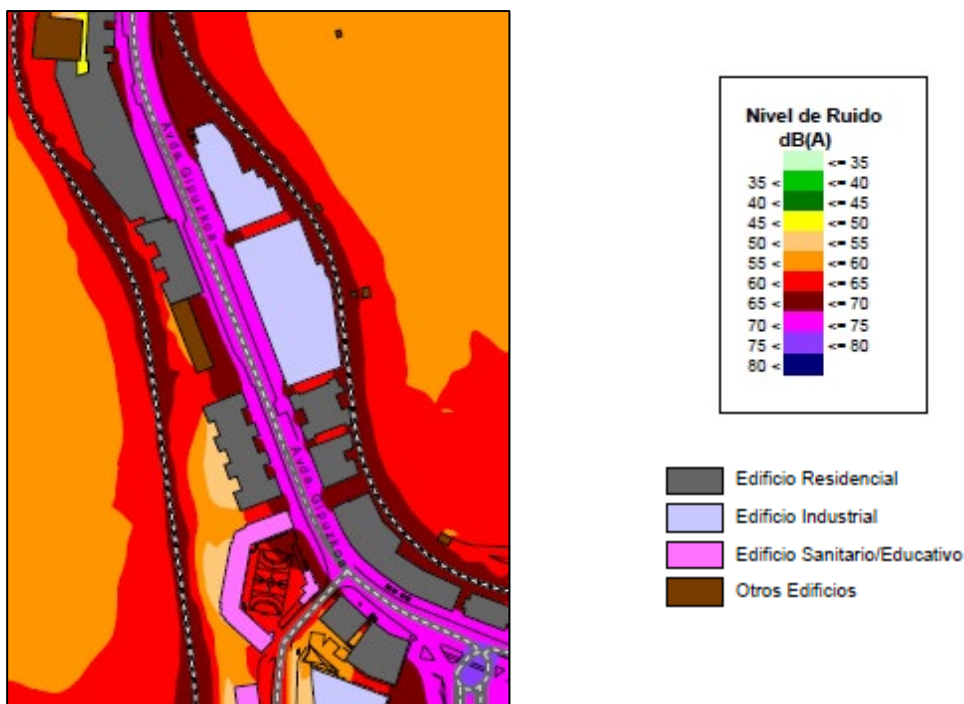 Avda. Gipuzkoa
Avda. Gipuzkoa
Nivel de Ruido
dB(A)
<= 35
35 < <= 40
40 < <= 45
45 < <= 50
50 < <= 55
55 < <= 60
60 < <= 65
65 < <= 70
70 < <= 75
75 < <= 80
80 <
Edificio Residencial
Edificio Industrial
Edificio Sanitario/Educativo
Otros Edificios